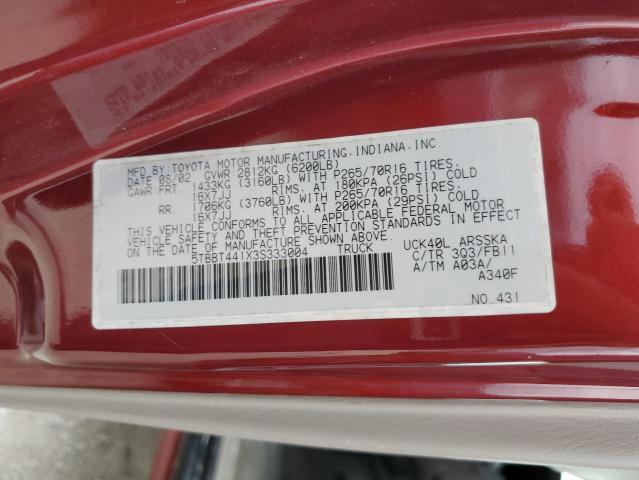 MFD.BY:TOYOTA MOTOR MANUFACTURING,INDIANA,INC.
DATE 08/02 GVWR:2812KG (6200LB)
GAWR:FRT. 1433KG (3160LB) WITH P265/70R16 TIRES,
16X7JJ RIMS, AT 180KPA (26PSI) COLD
RR. 1706KG (3760LB) WITH P265/70R16 TIRES,
16X7JJ RIMS, AT 200KPA (29PSI) COLD
THIS VEHICLE CONFORMS TO ALL APPLICABLE FEDERAL MOTOR
VEHICLE SAFETY AND BUMPER STANDARDS IN EFFECT
ON THE DATE OF MANUFACTURE SHOWN ABOVE.
5TBBT441X3S333004 TRUCK
UCK40L ARSSKA
C/TR 3Q3/FB11
A/TM A03A/
A340F
NO.431